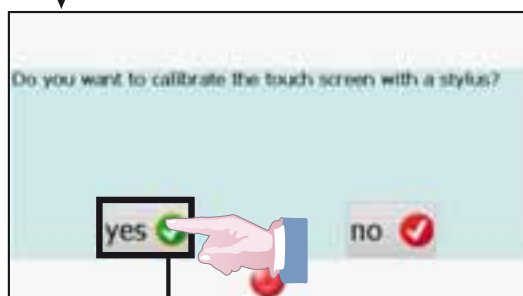 Do you want to calibrate the touch screen with a stylus?
yes
no